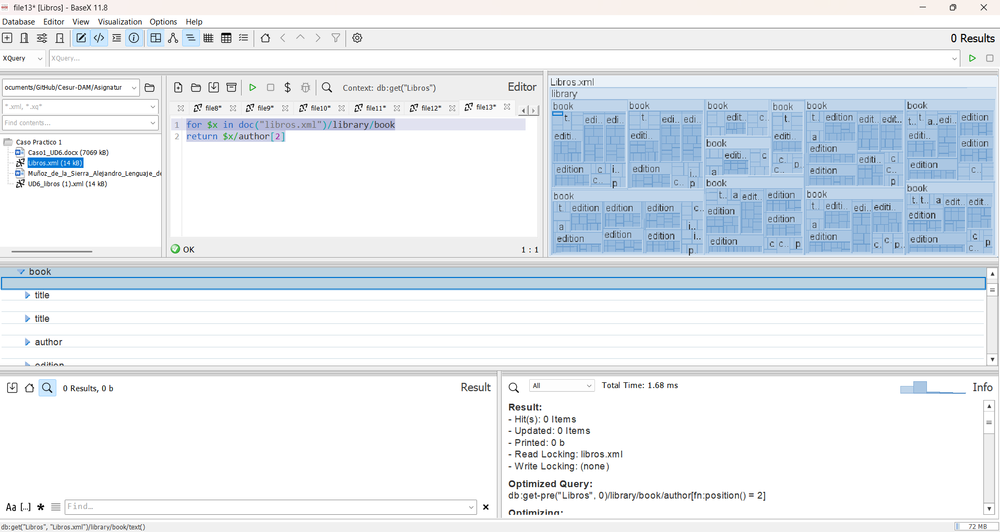 file13* [Libros] - BaseX 11.8
Database Editor View Visualization Options Help
0 Results
XQuery XQuery...
ocuments/GitHub/Cesur-DAM/Asignatur
*.xml, *.xq*
Find contents...
Caso Practico 1
Caso1_UD6.docx (7069 kB)
Libros.xml (14 kB)
Muñoz_de_la_Sierra_Alejandro_Lenguaje_de
UD6_libros (1).xml (14 kB)
Context: db:get("Libros") Editor
file8* file9* file10* file11* file12* file13*
1 for $x in doc("libros.xml")/library/book
2 return $x/author[2]
OK 1 : 1
Libros.xml
library
book book book book book book
t. edi.. edi.. t. edi.. edi.. edit.. c.. t. t.. edit.. edit.. t.. t. a.. edi.. edition
editi.. editi.. book editi.. a edition editi.. edition
editi.. c c.. p. editi.. c
edition c i.. edition i.. a edition c.. edition
c.. p c.. p book p c..
book t.. a edit.. edition book book
t. edition edition edition c.. edition t.. editi.. edi.. editi.. t. t.. a edit.. edit..
a i.. edition a edition
edition edition edition i.. edition c c.. p edition c.. c. p.. edition c p
p. c..
book
title
title
author
edition
0 Results, 0 b Result
Aa [...] * Find...
All Total Time: 1.68 ms Info
Result:
- Hit(s): 0 Items
- Updated: 0 Items
- Printed: 0 b
- Read Locking: libros.xml
- Write Locking: (none)
Optimized Query:
db:get-pre("Libros", 0)/library/book/author[fn:position() = 2]
Optimizing:
db:get("Libros", "Libros.xml")/library/book/text() 72 MB